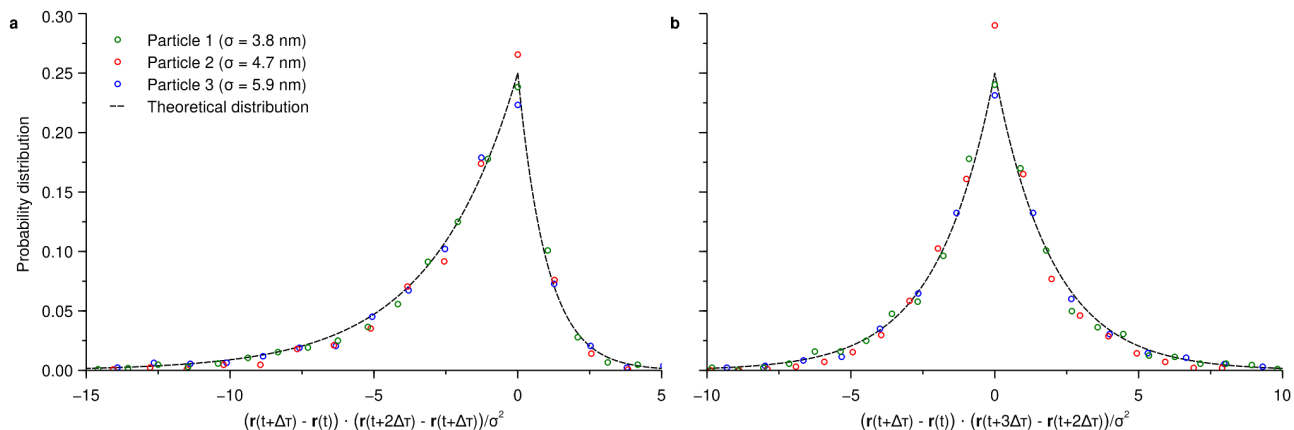 a
Particle 1 (σ = 3.8 nm)
Particle 2 (σ = 4.7 nm)
Particle 3 (σ = 5.9 nm)
Theoretical distribution
Probability distribution
0.30
0.25
0.20
0.15
0.10
0.05
0.00
−15
−10
−5
0
5
(r(t+Δτ) - r(t)) · (r(t+2Δτ) - r(t+Δτ))/σ²
b
−10
−5
0
5
10
(r(t+Δτ) - r(t)) · (r(t+3Δτ) - r(t+2Δτ))/σ²